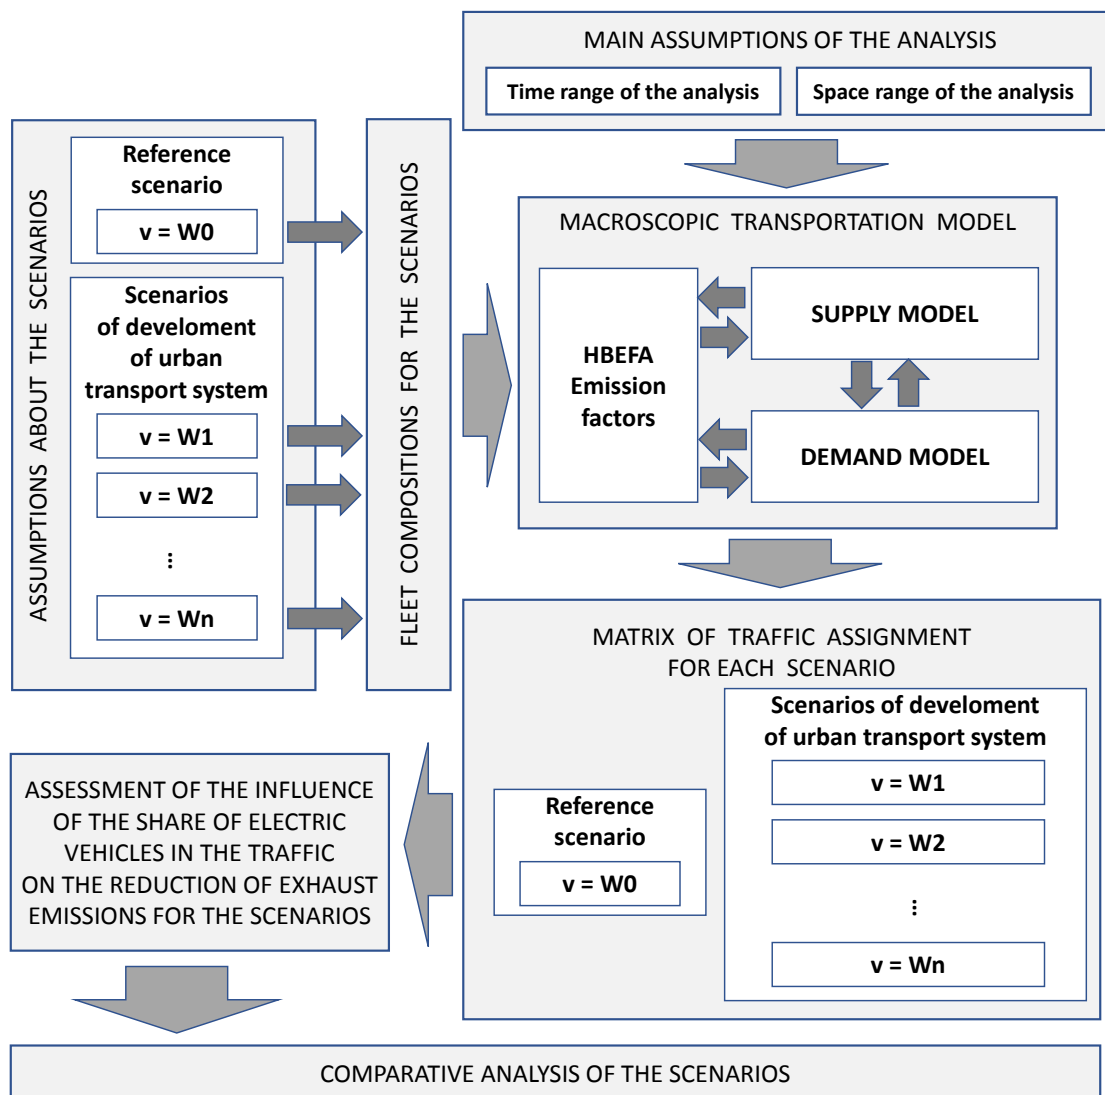 MAIN ASSUMPTIONS OF THE ANALYSIS
Time range of the analysis
Space range of the analysis
ASSUMPTIONS ABOUT THE SCENARIOS
Reference
scenario
v = W0
Scenarios
of develoment
of urban
transport system
v = W1
v = W2
...
v = Wn
FLEET COMPOSITIONS FOR THE SCENARIOS
MACROSCOPIC TRANSPORTATION MODEL
HBEFA
Emission
factors
SUPPLY MODEL
DEMAND MODEL
MATRIX OF TRAFFIC ASSIGNMENT
FOR EACH SCENARIO
Reference
scenario
v = W0
Scenarios of develoment
of urban transport system
v = W1
v = W2
...
v = Wn
ASSESSMENT OF THE INFLUENCE
OF THE SHARE OF ELECTRIC
VEHICLES IN THE TRAFFIC
ON THE REDUCTION OF EXHAUST
EMISSIONS FOR THE SCENARIOS
COMPARATIVE ANALYSIS OF THE SCENARIOS